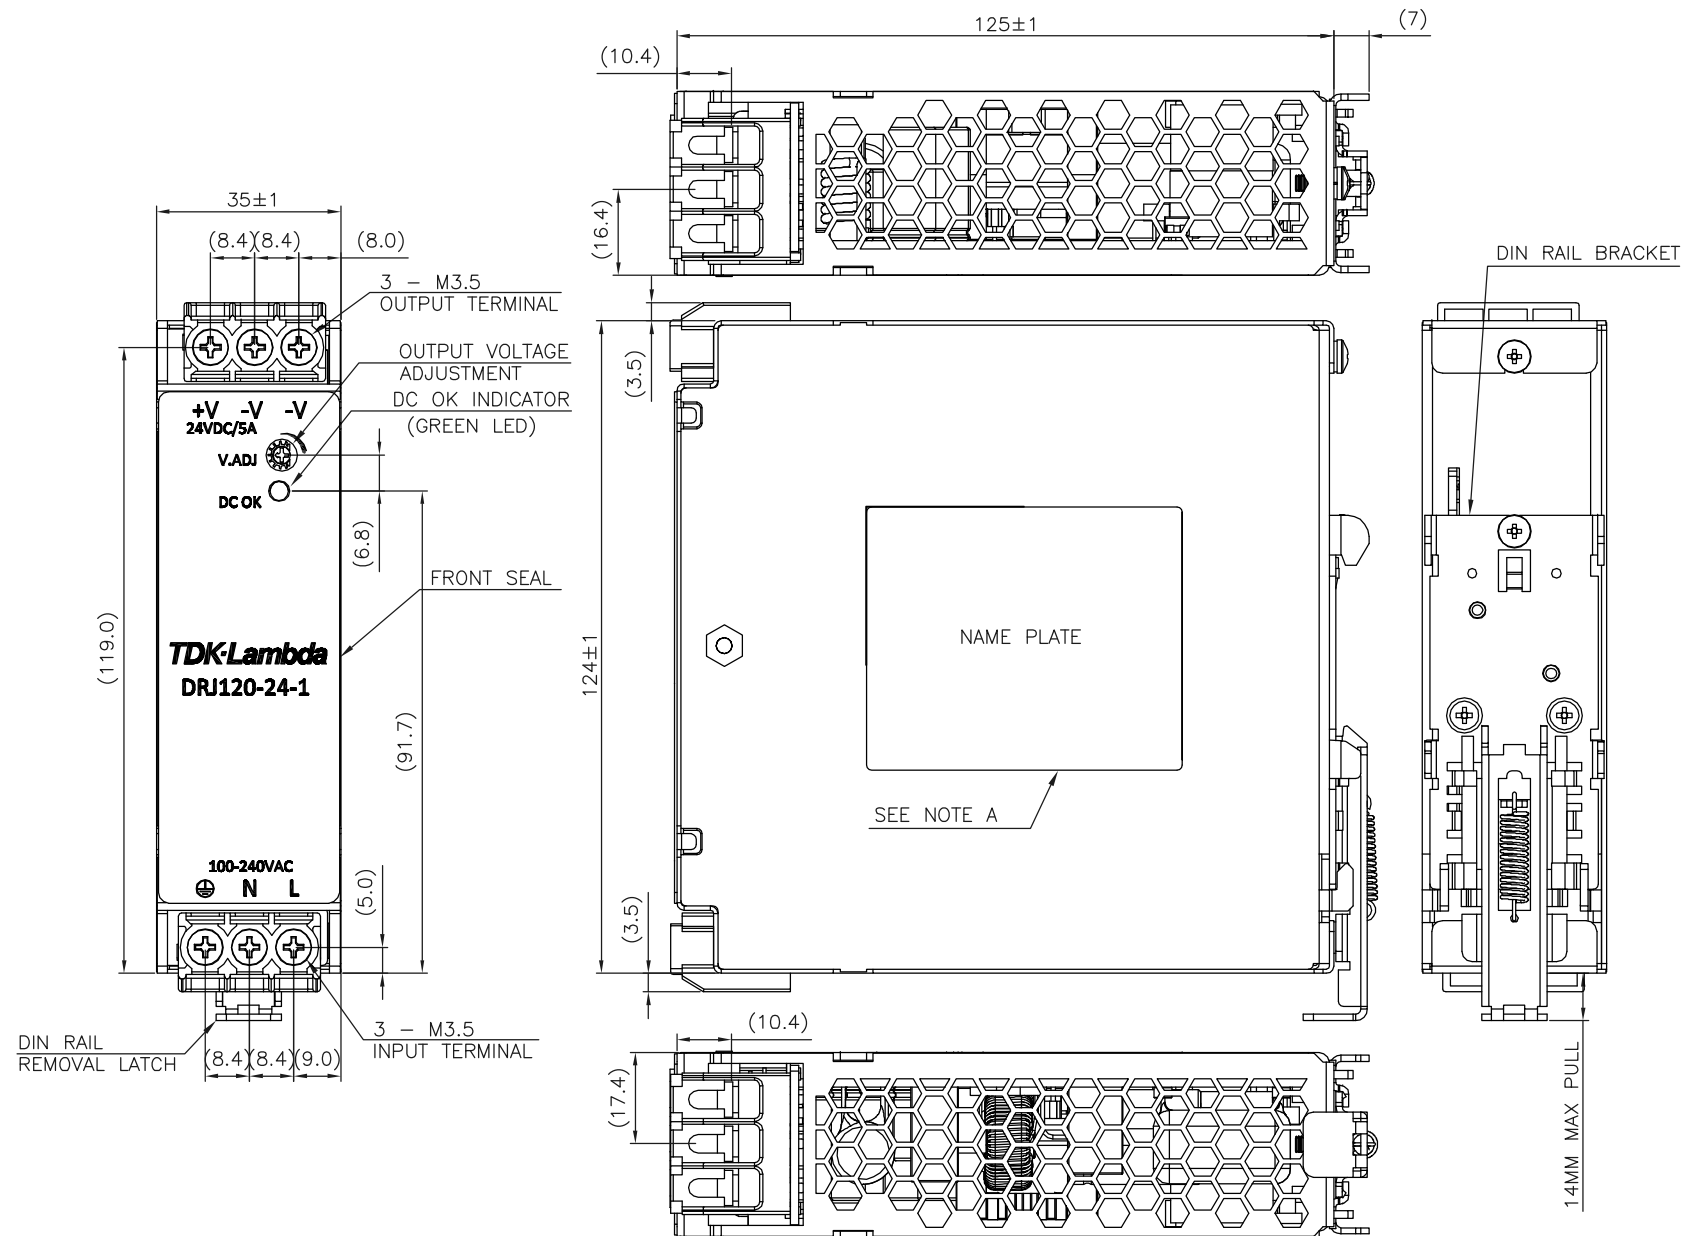 125±1
(7)
(10.4)
(16.4)
35±1
(8.4)
(8.4)
(8.0)
3 – M3.5
OUTPUT TERMINAL
OUTPUT VOLTAGE
ADJUSTMENT
DC OK INDICATOR
(GREEN LED)
+V -V -V
24VDC/5A
V.ADJ
DC OK
(6.8)
(119.0)
FRONT SEAL
TDK·Lambda
DRJ120-24-1
(91.7)
100-240VAC
N L
(5.0)
3 – M3.5
INPUT TERMINAL
DIN RAIL
REMOVAL LATCH
(8.4)
(8.4)
(9.0)
(3.5)
124±1
(3.5)
NAME PLATE
SEE NOTE A
DIN RAIL BRACKET
14MM MAX PULL
(10.4)
(17.4)